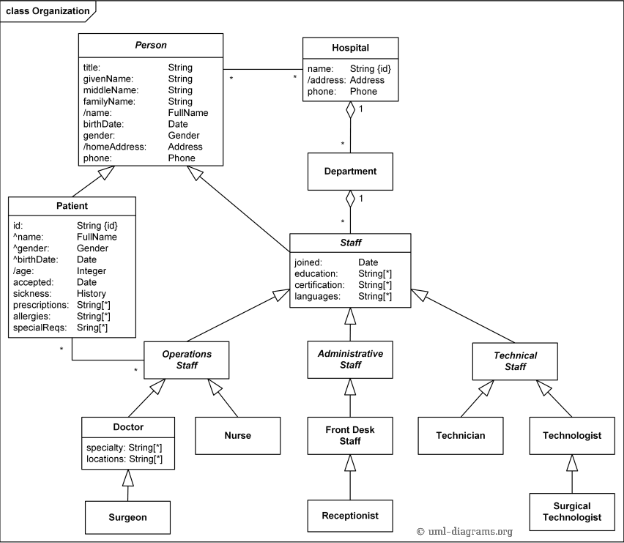 class Organization
Person
title: String
givenName: String
middleName: String
familyName: String
/name: FullName
birthDate: Date
gender: Gender
/homeAddress: Address
phone: Phone
* *
Hospital
name: String {id}
/address: Address
phone: Phone
1
*
Department
1
*
Patient
id: String {id}
^name: FullName
^gender: Gender
^birthDate: Date
/age: Integer
accepted: Date
sickness: History
prescriptions: String[*]
allergies: String[*]
specialReqs: Sring[*]
*
*
Staff
joined: Date
education: String[*]
certification: String[*]
languages: String[*]
Operations
Staff
Administrative
Staff
Technical
Staff
Doctor
specialty: String[*]
locations: String[*]
Nurse
Front Desk
Staff
Technician
Technologist
Surgeon
Receptionist
Surgical
Technologist
© uml-diagrams.org